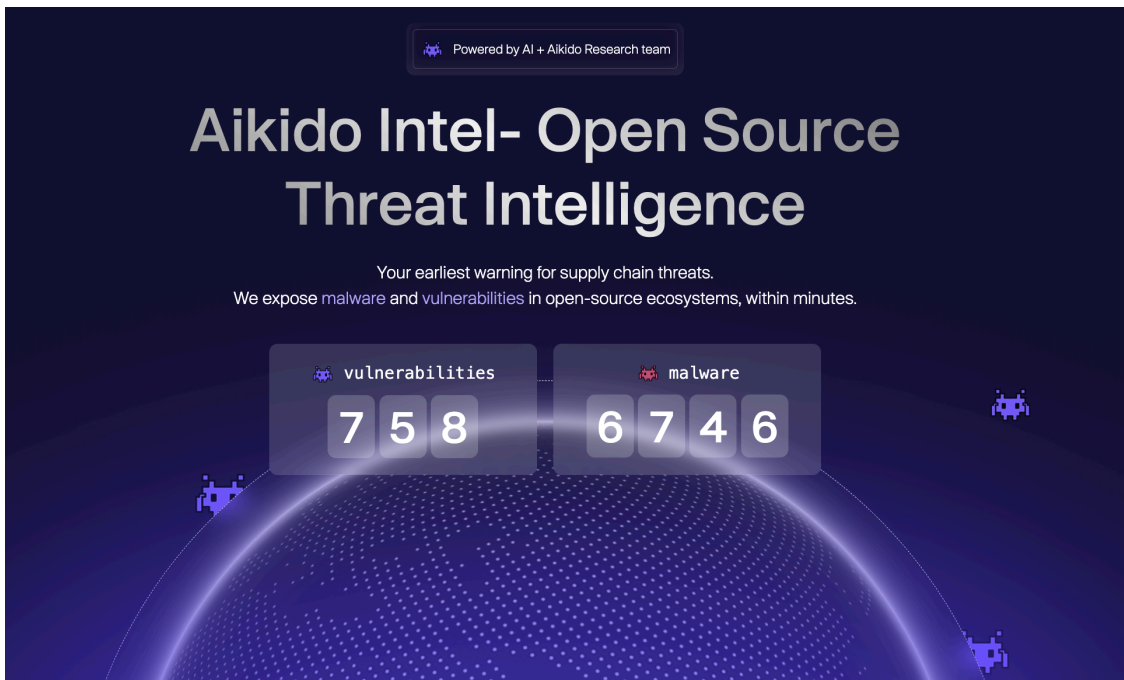 Powered by AI + Aikido Research team
Aikido Intel- Open Source
Threat Intelligence
Your earliest warning for supply chain threats.
We expose malware and vulnerabilities in open-source ecosystems, within minutes.
vulnerabilities
758
malware
6746